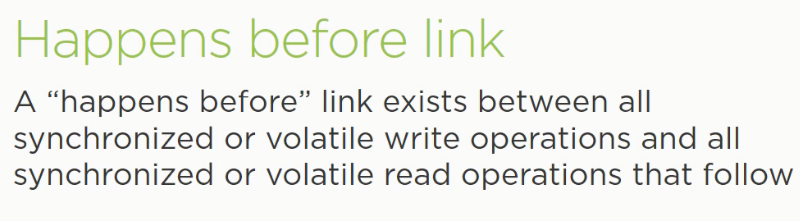 Happens before link
A “happens before” link exists between all
synchronized or volatile write operations and all
synchronized or volatile read operations that follow